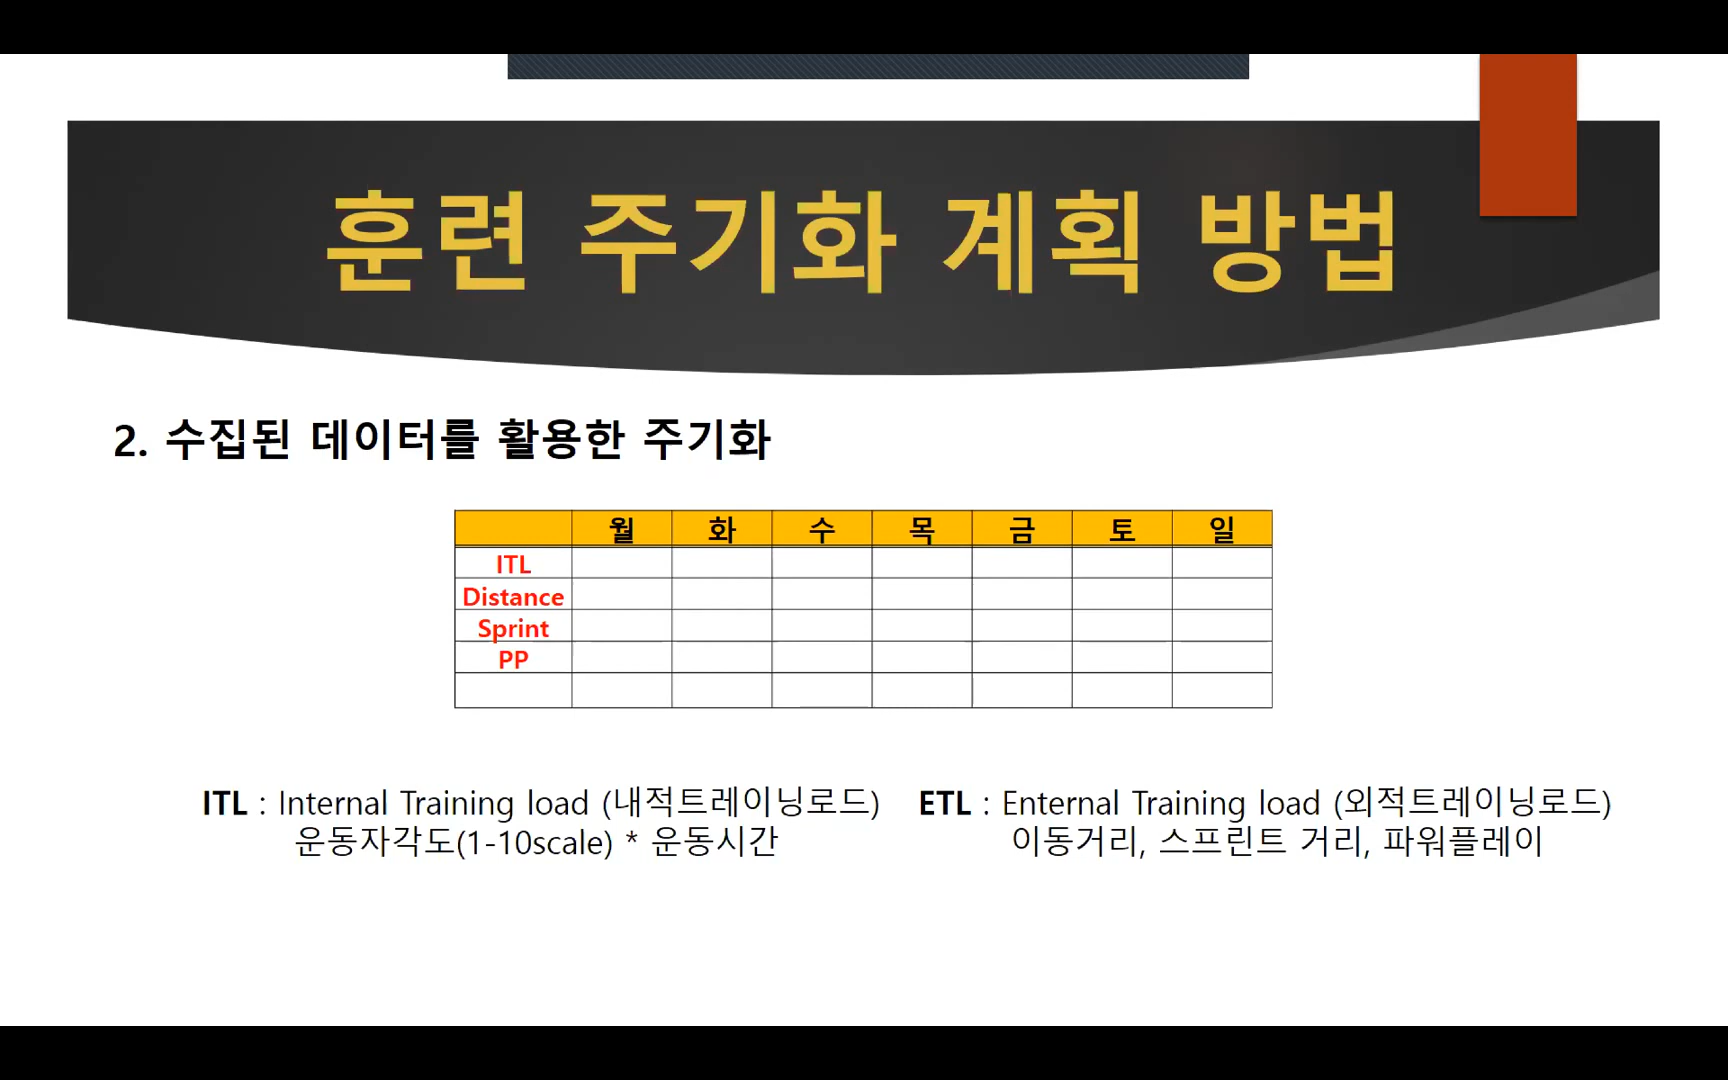 훈련 주기화 계획 방법
2. 수집된 데이터를 활용한 주기화
월 화 수 목 금 토 일
ITL
Distance
Sprint
PP
ITL : Internal Training load (내적트레이닝로드)
운동자각도(1-10scale) * 운동시간
ETL : Enternal Training load (외적트레이닝로드)
이동거리, 스프린트 거리, 파워플레이